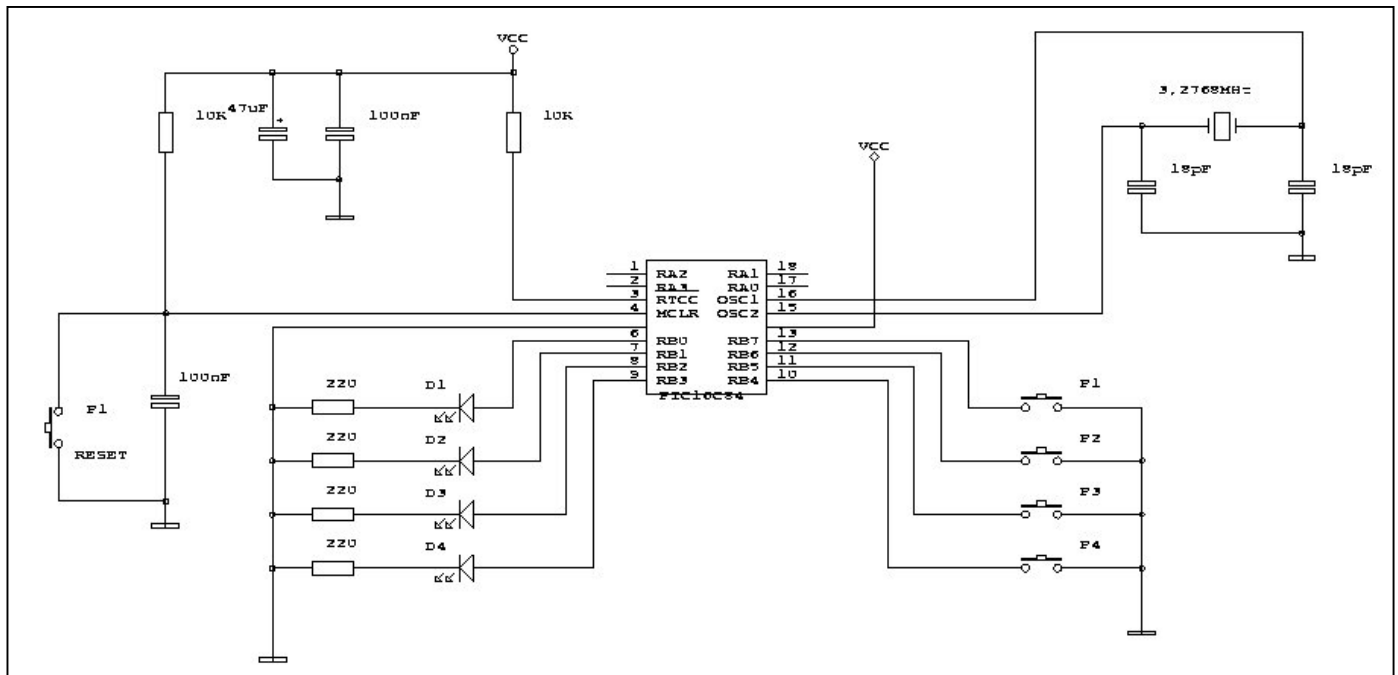 VCC
10K
47uF
+
100nF
10K
3,2768MHz
VCC
18pF
18pF
1 RA2 RA1 18
2 RA3 RA0 17
3 RTCC OSC1 16
4 MCLR OSC2 15
6 RB0 RB7 13
7 RB1 RB6 12
8 RB2 RB5 11
9 RB3 RB4 10
PIC16C84
100nF
P1
RESET
220 D1
220 D2
220 D3
220 D4
P1
P2
P3
P4